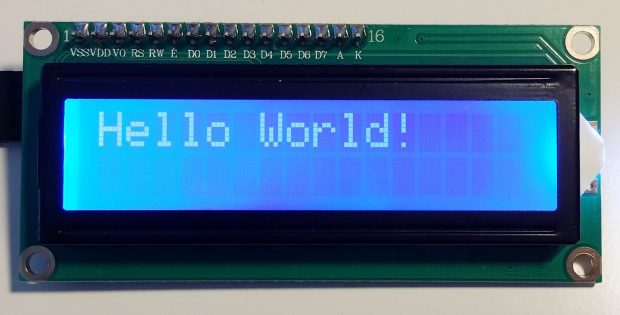 1 16
VSS VDD V0 RS RW E D0 D1 D2 D3 D4 D5 D6 D7 A K
Hello World!